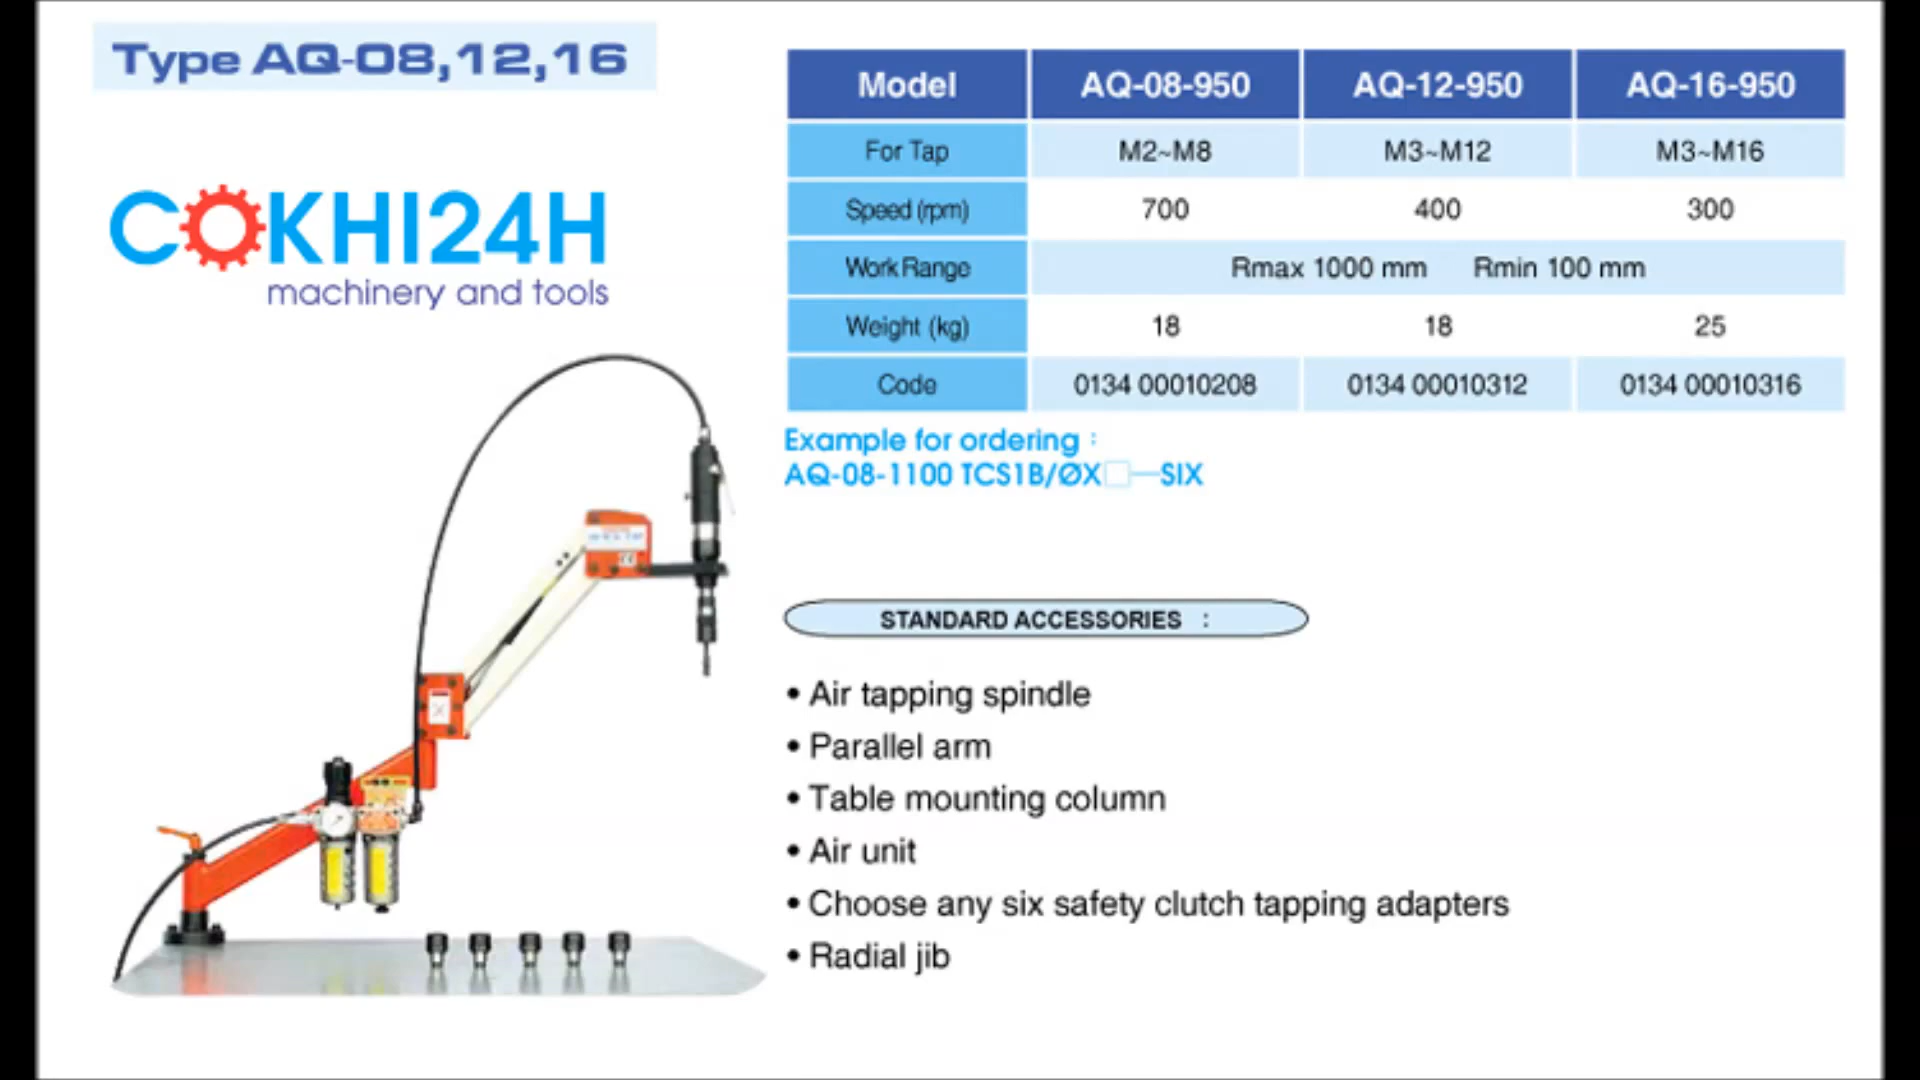 Type AQ-08,12,16
COKHI24H
machinery and tools
Model AQ-08-950 AQ-12-950 AQ-16-950
For Tap M2~M8 M3~M12 M3~M16
Speed (rpm) 700 400 300
Work Range Rmax 1000 mm Rmin 100 mm
Weight (kg) 18 18 25
Code 0134 00010208 0134 00010312 0134 00010316
Example for ordering :
AQ-08-1100 TCS1B/ØX□—SIX
STANDARD ACCESSORIES :
• Air tapping spindle
• Parallel arm
• Table mounting column
• Air unit
• Choose any six safety clutch tapping adapters
• Radial jib